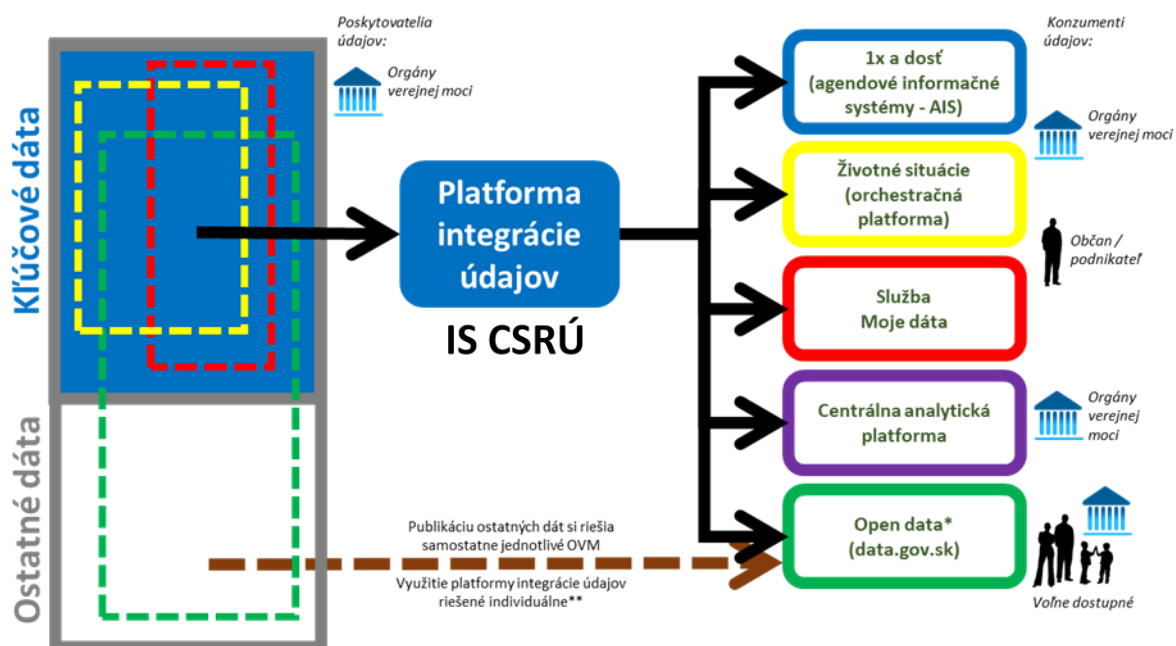 Poskytovatelia
údajov:
Orgány
verejnej moci
Kľúčové dáta
Ostatné dáta
Platforma
integrácie
údajov
IS CSRÚ
Publikáciu ostatných dát si riešia
samostatne jednotlivé OVM
Využitie platformy integrácie údajov
riešené individuálne**
1x a dosť
(agendové informačné
systémy - AIS)
Životné situácie
(orchestračná
platforma)
Služba
Moje dáta
Centrálna analytická
platforma
Open data*
(data.gov.sk)
Konzumenti
údajov:
Orgány
verejnej moci
Občan /
podnikateľ
Orgány
verejnej
moci
Voľne dostupné